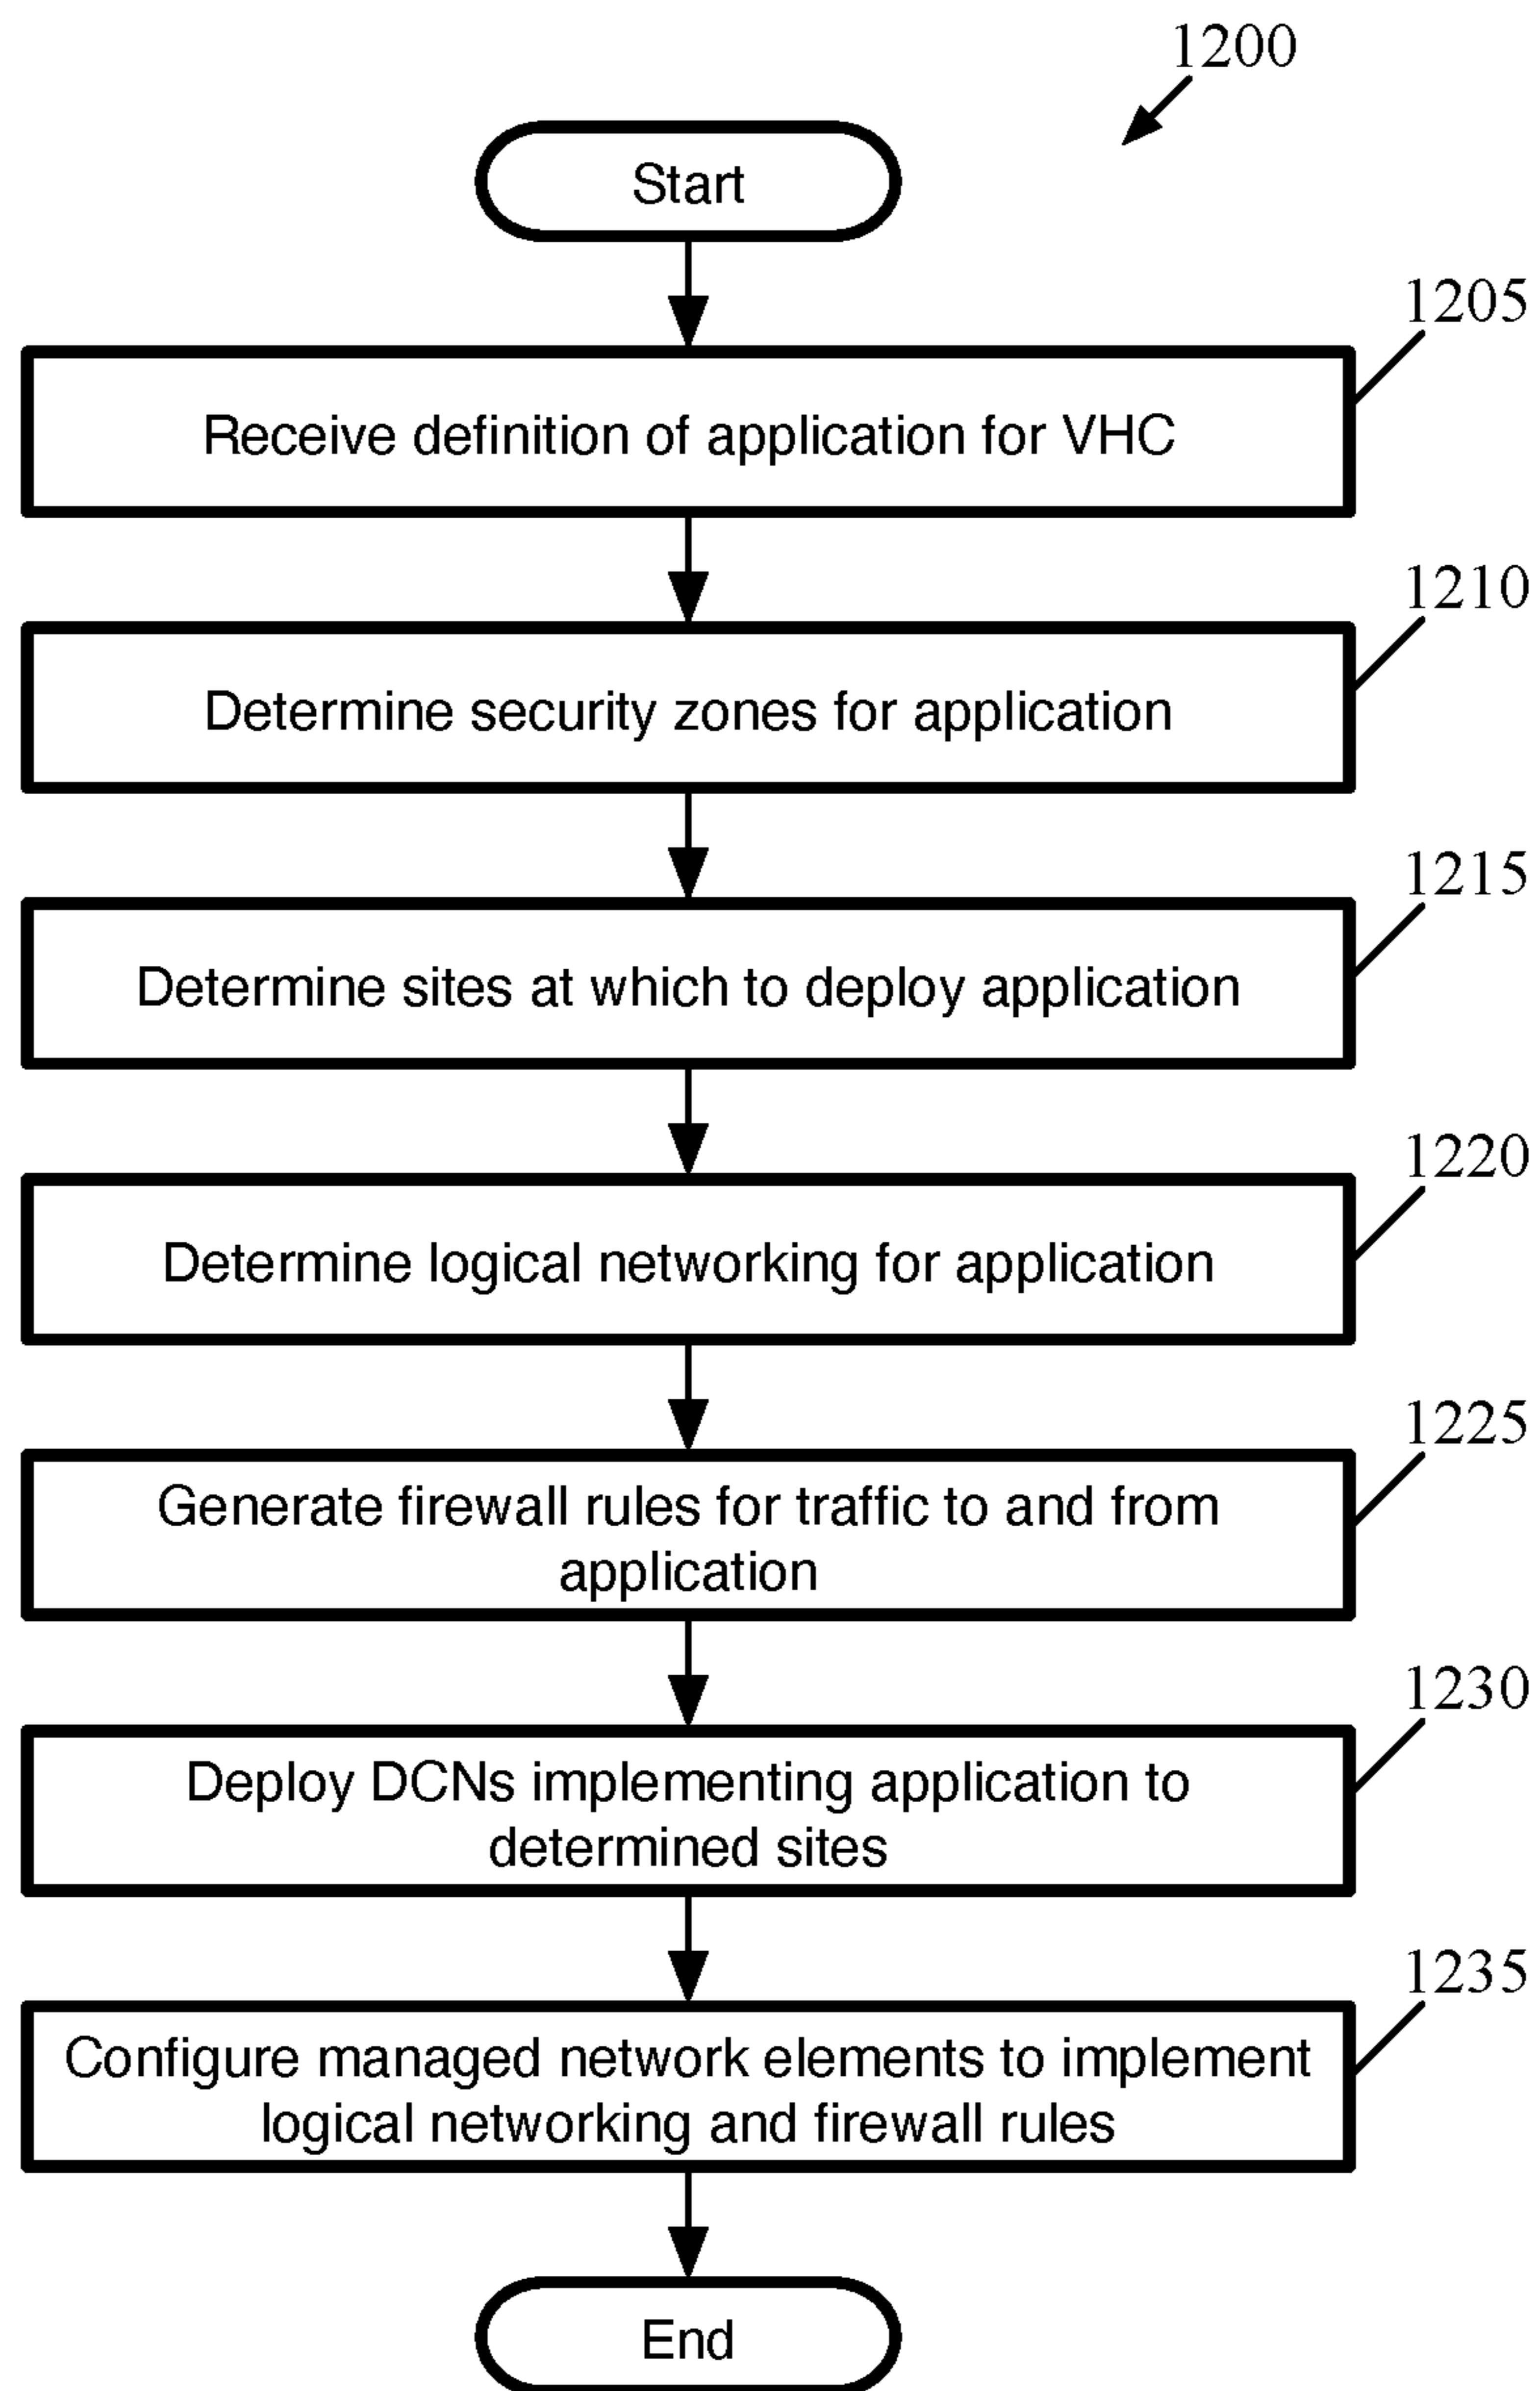 1200
Start
1205
Receive definition of application for VHC
1210
Determine security zones for application
1215
Determine sites at which to deploy application
1220
Determine logical networking for application
1225
Generate firewall rules for traffic to and from
application
1230
Deploy DCNs implementing application to
determined sites
1235
Configure managed network elements to implement
logical networking and firewall rules
End